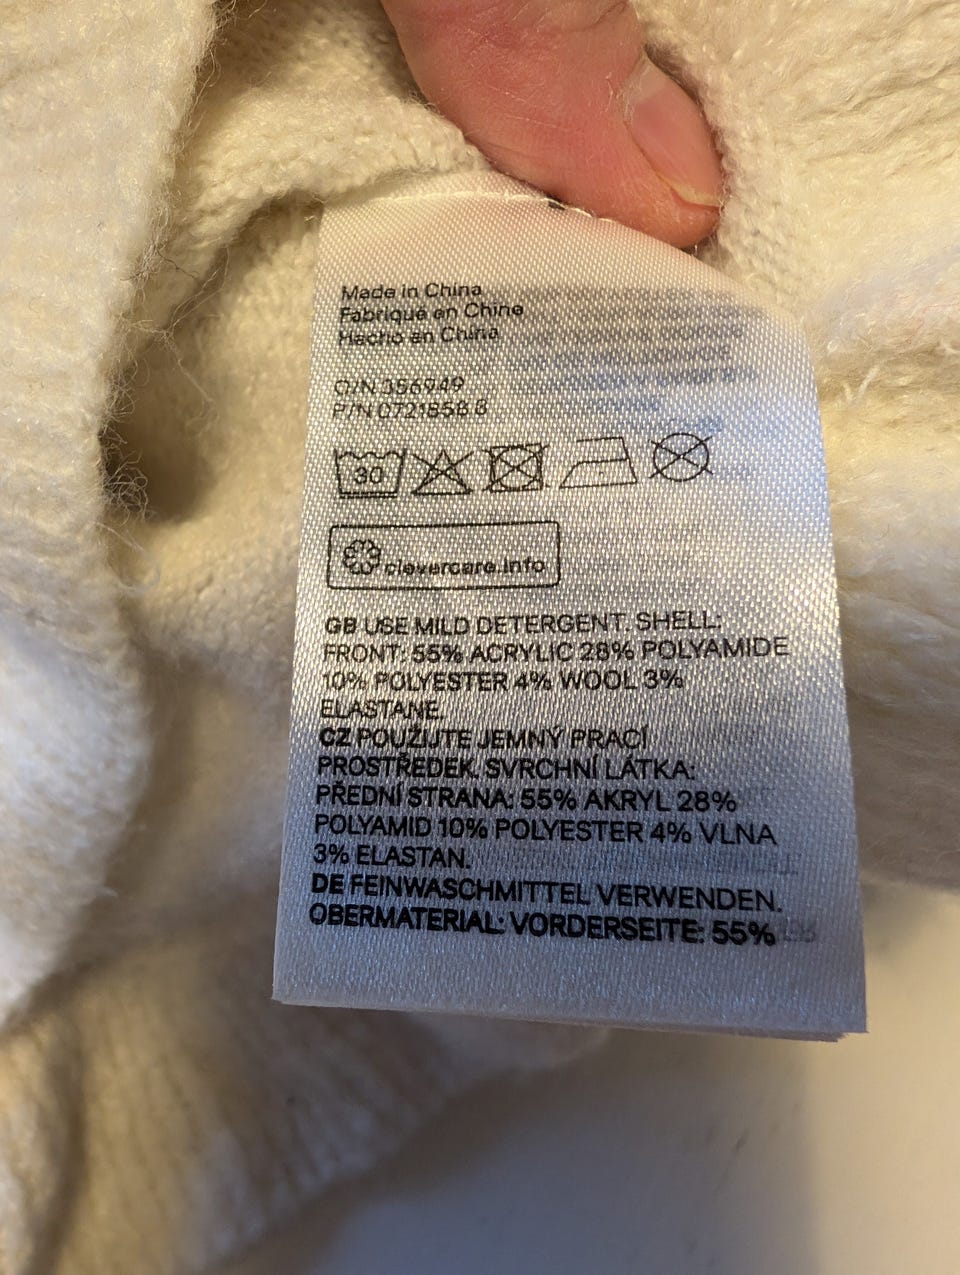 Made in China
Fabriqué en Chine
Hecho en China
O/N 356949
P/N 0721858 8
30
clevercare.info
GB USE MILD DETERGENT. SHELL:
FRONT: 55% ACRYLIC 28% POLYAMIDE
10% POLYESTER 4% WOOL 3%
ELASTANE.
CZ POUŽIJTE JEMNÝ PRACÍ
PROSTŘEDEK. SVRCHNÍ LÁTKA:
PŘEDNÍ STRANA: 55% AKRYL 28%
POLYAMID 10% POLYESTER 4% VLNA
3% ELASTAN.
DE FEINWASCHMITTEL VERWENDEN.
OBERMATERIAL: VORDERSEITE: 55%